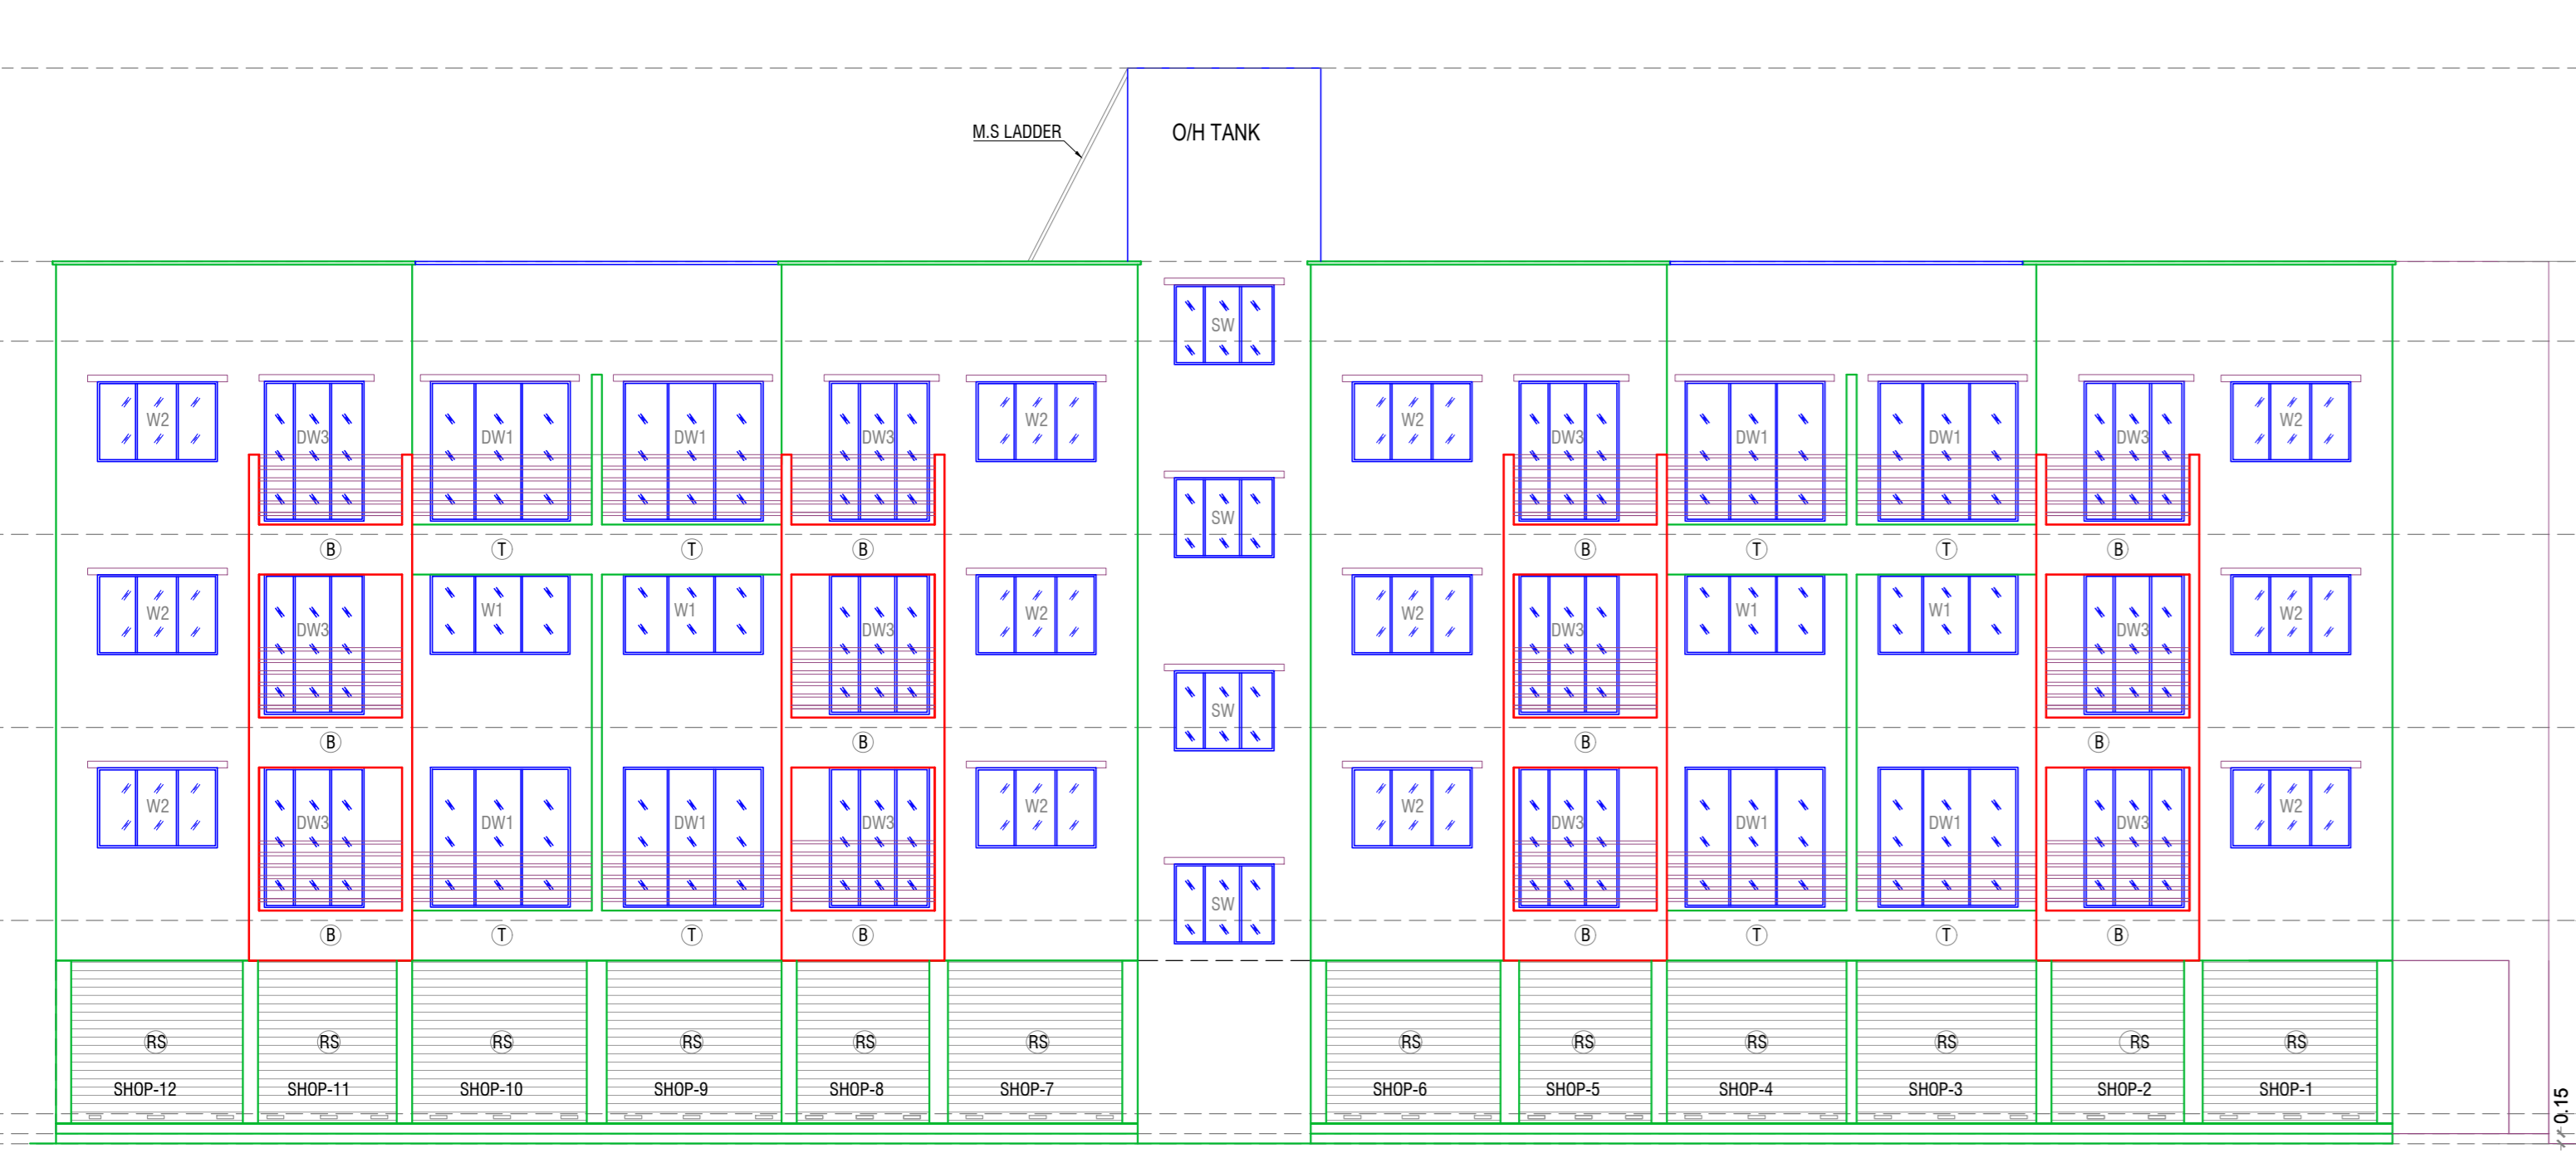 M.S LADDER
O/H TANK
SW
W2 DW3 DW1 DW1 DW3 W2 W2 DW3 DW1 DW1 DW3 W2
SW
B T T B B T T B
W2 DW3 W1 W1 DW3 W2 W2 DW3 W1 W1 DW3 W2
SW
B B B B
W2 DW3 DW1 DW1 DW3 W2 W2 DW3 DW1 DW1 DW3 W2
SW
B T T B B T T B
RS RS RS RS RS RS RS RS RS RS RS RS
SHOP-12 SHOP-11 SHOP-10 SHOP-9 SHOP-8 SHOP-7 SHOP-6 SHOP-5 SHOP-4 SHOP-3 SHOP-2 SHOP-1
0.15